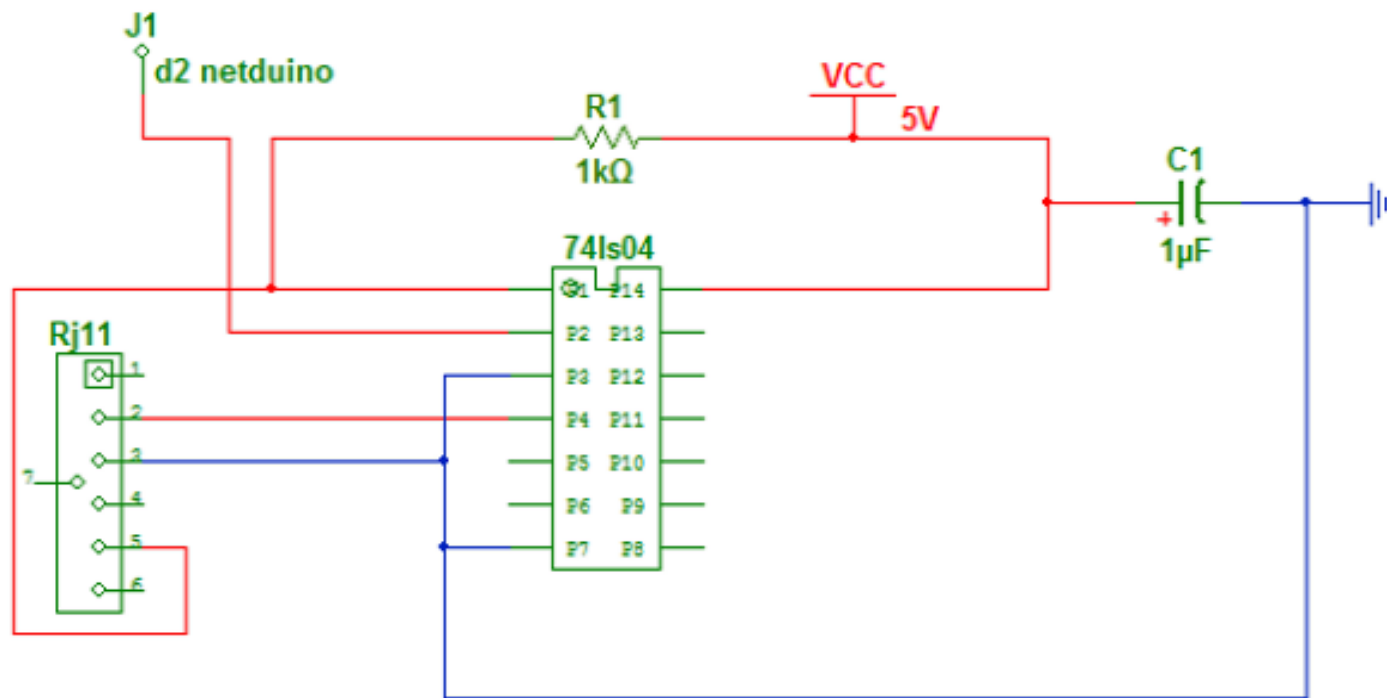 J1
d2 netduino
R1
1kΩ
VCC
5V
C1
+
1µF
74ls04
P14
P2 P13
P3 P12
P4 P11
P5 P10
P6 P9
P7 P8
Rj11
1
2
3
7
4
5
6